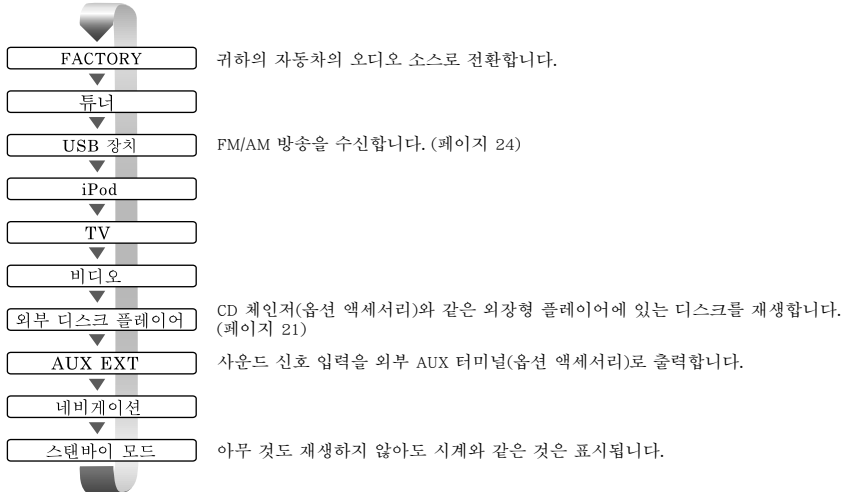 FACTORY
귀하의 자동차의 오디오 소스로 전환합니다.
튜너
USB 장치
FM/AM 방송을 수신합니다. (페이지 24)
iPod
TV
비디오
외부 디스크 플레이어
CD 체인저(옵션 액세서리)와 같은 외장형 플레이어에 있는 디스크를 재생합니다.
(페이지 21)
AUX EXT
사운드 신호 입력을 외부 AUX 터미널(옵션 액세서리)로 출력합니다.
네비게이션
스탠바이 모드
아무 것도 재생하지 않아도 시계와 같은 것은 표시됩니다.